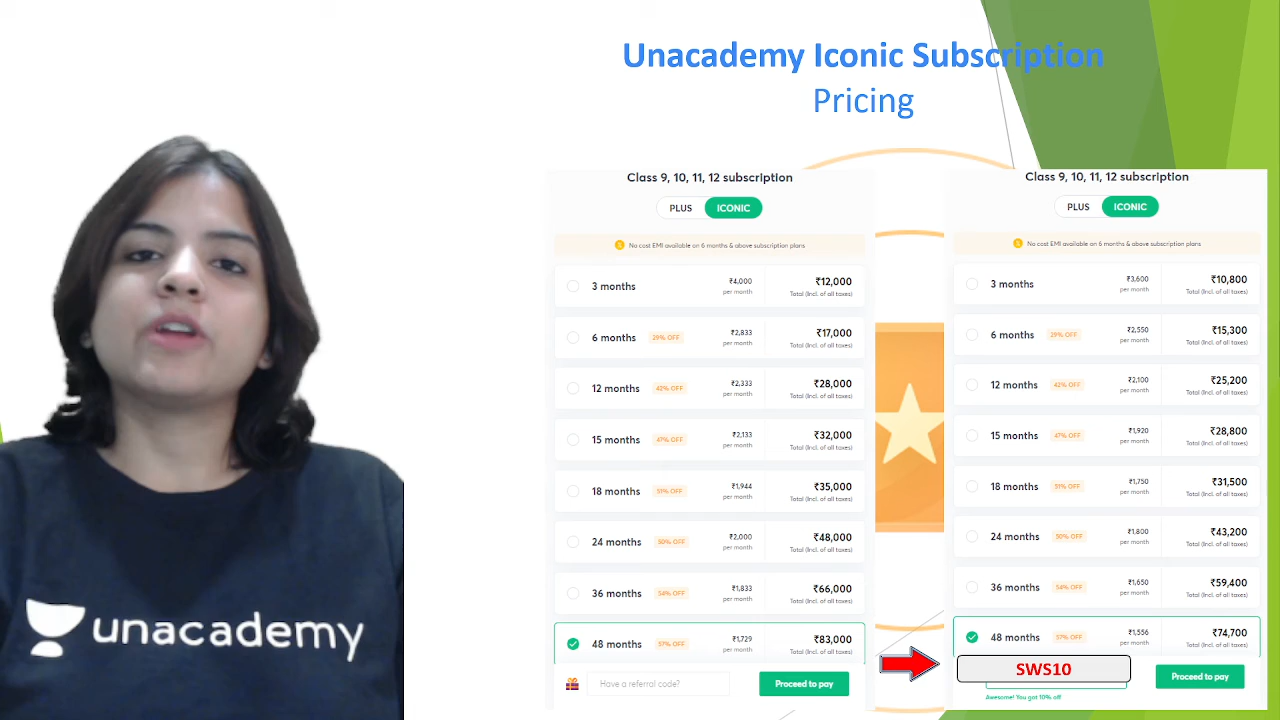 Unacademy Iconic Subscription
Pricing
Class 9, 10, 11, 12 subscription
PLUS ICONIC
No cost EMI available on 6 months & above subscription plans
3 months ₹4,000 per month ₹12,000 Total (Incl. of all taxes)
6 months 29% OFF ₹2,833 per month ₹17,000 Total (Incl. of all taxes)
12 months 42% OFF ₹2,333 per month ₹28,000 Total (Incl. of all taxes)
15 months 47% OFF ₹2,133 per month ₹32,000 Total (Incl. of all taxes)
18 months 51% OFF ₹1,944 per month ₹35,000 Total (Incl. of all taxes)
24 months 50% OFF ₹2,000 per month ₹48,000 Total (Incl. of all taxes)
36 months 54% OFF ₹1,833 per month ₹66,000 Total (Incl. of all taxes)
48 months 57% OFF ₹1,729 per month ₹83,000 Total (Incl. of all taxes)
Have a referral code? Proceed to pay
Class 9, 10, 11, 12 subscription
PLUS ICONIC
No cost EMI available on 6 months & above subscription plans
3 months ₹3,600 per month ₹10,800 Total (Incl. of all taxes)
6 months 29% OFF ₹2,550 per month ₹15,300 Total (Incl. of all taxes)
12 months 42% OFF ₹2,100 per month ₹25,200 Total (Incl. of all taxes)
15 months 47% OFF ₹1,920 per month ₹28,800 Total (Incl. of all taxes)
18 months 51% OFF ₹1,750 per month ₹31,500 Total (Incl. of all taxes)
24 months 50% OFF ₹1,800 per month ₹43,200 Total (Incl. of all taxes)
36 months 54% OFF ₹1,650 per month ₹59,400 Total (Incl. of all taxes)
48 months 57% OFF ₹1,556 per month ₹74,700 Total (Incl. of all taxes)
SWS10 Proceed to pay
Awesome! You got 10% off
unacademy